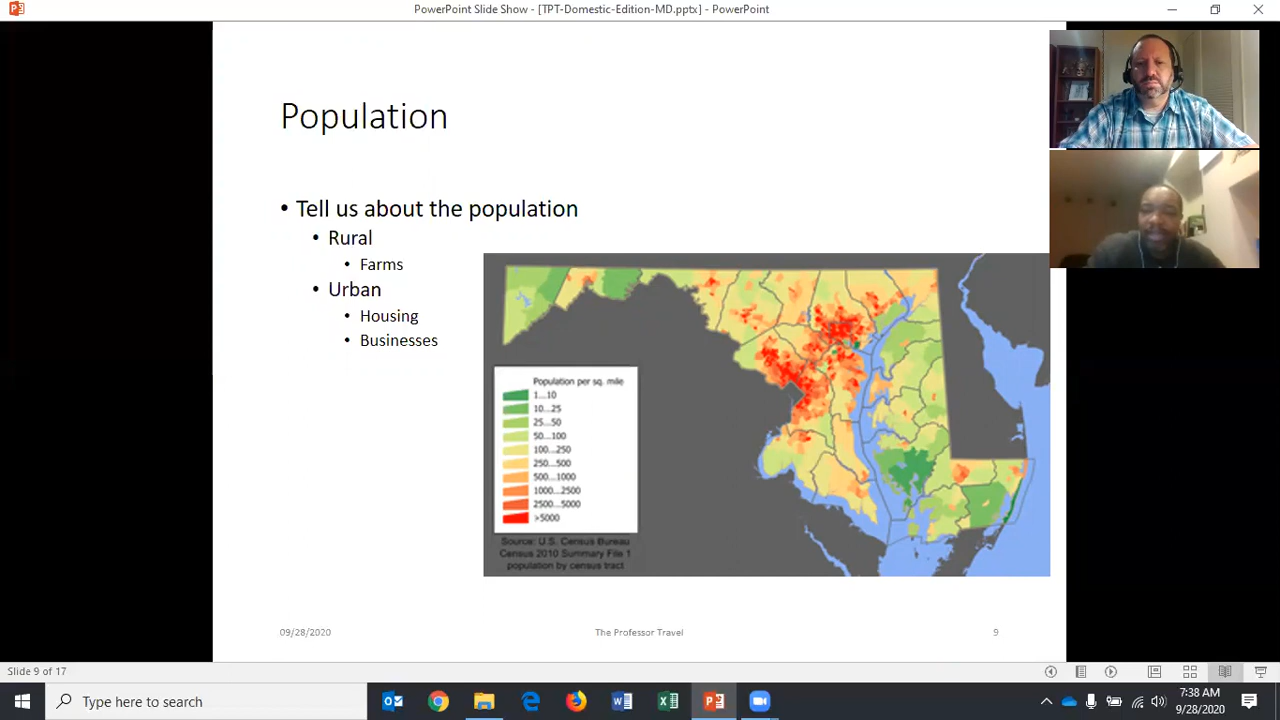 PowerPoint Slide Show - [TPT-Domestic-Edition-MD.pptx] - PowerPoint
Population
• Tell us about the population
• Rural
• Farms
• Urban
• Housing
• Businesses
Population per sq. mile
1...10
10...25
25...50
50...100
100...250
250...500
500...1000
1000...2500
2500...5000
>5000
Source: U.S. Census Bureau
Census 2010 Summary File 1
population by census tract
09/28/2020
The Professor Travel
9
Slide 9 of 17
Type here to search
7:38 AM
9/28/2020